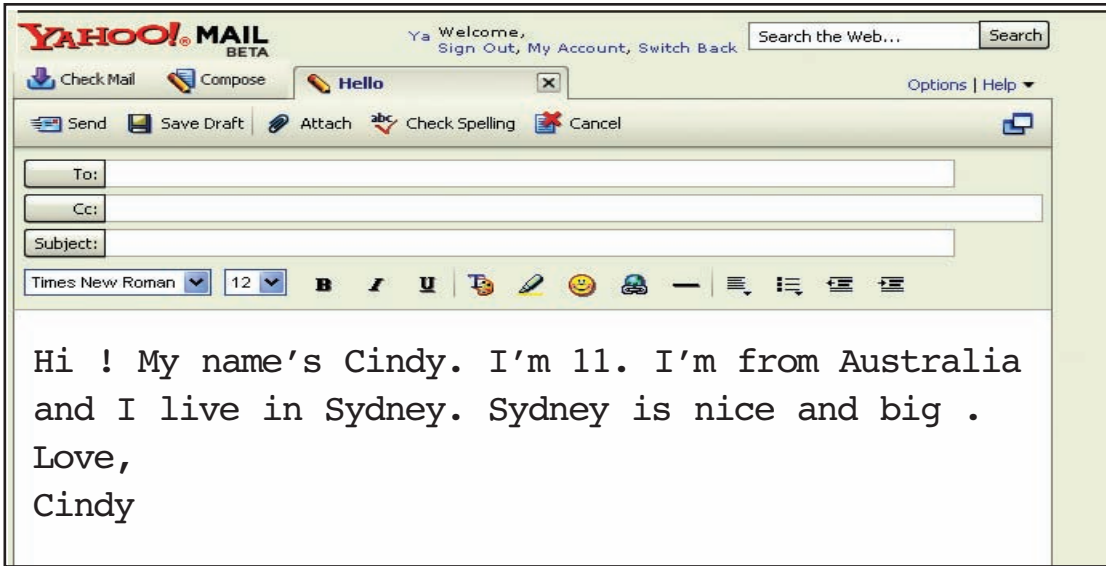 YAHOO!® MAIL
BETA
Ya Welcome,
Sign Out, My Account, Switch Back
Search the Web...
Search
Check Mail
Compose
Hello
Options | Help
Send
Save Draft
Attach
abc Check Spelling
Cancel
To:
Cc:
Subject:
Times New Roman
12
B I U
Hi ! My name's Cindy. I'm 11. I'm from Australia
and I live in Sydney. Sydney is nice and big .
Love,
Cindy